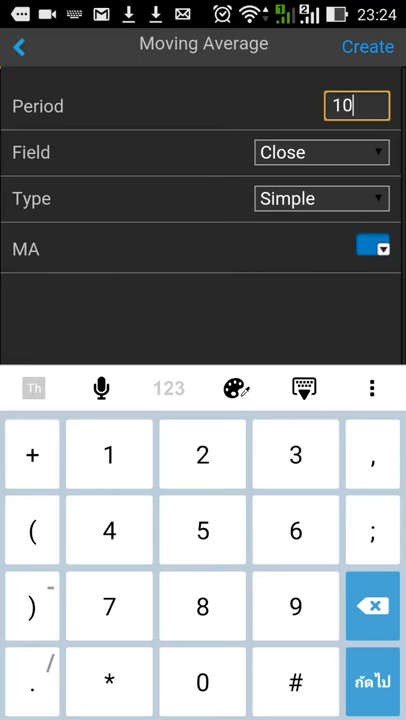 23:24
Moving Average
Create
Period 10
Field Close
Type Simple
MA
Th 123
+ 1 2 3 ,
( 4 5 6 ;
) - 7 8 9
. / * 0 # ถัดไป